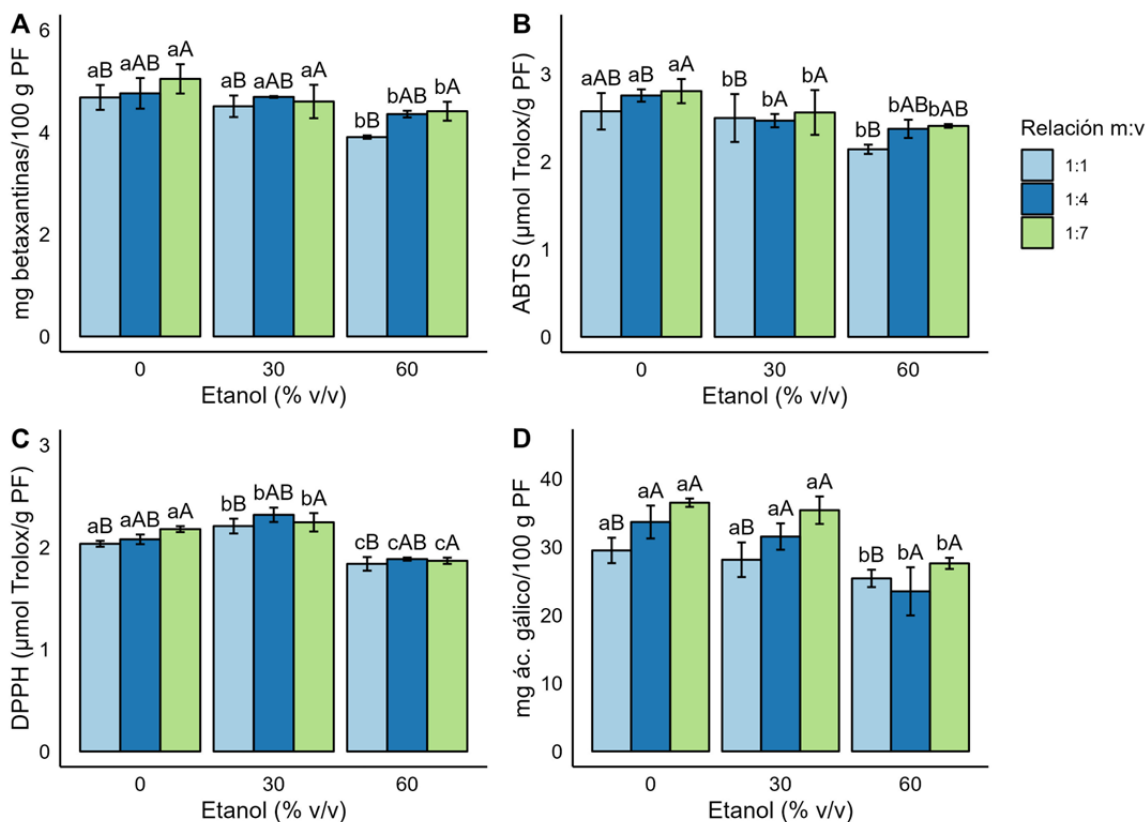 A
mg betaxantinas/100 g PF
6
4
2
0
aB aAB aA
aB aAB aA
bB bAB bA
0 30 60
Etanol (% v/v)
B
ABTS (μmol Trolox/g PF)
3
2
1
0
aAB aB aA
bB bA bA
bB bAB bAB
0 30 60
Etanol (% v/v)
Relación m:v
1:1
1:4
1:7
C
DPPH (μmol Trolox/g PF)
3
2
1
0
aB aAB aA
bB bAB bA
cB cAB cA
0 30 60
Etanol (% v/v)
D
mg ác. gálico/100 g PF
40
30
20
10
0
aB aA aA
aB aA aA
bB bA bA
0 30 60
Etanol (% v/v)